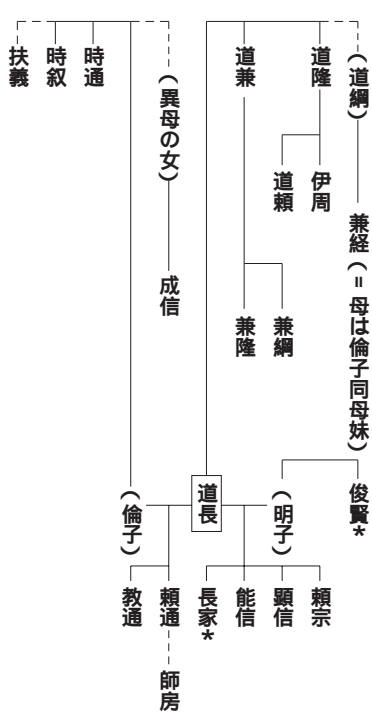 （道綱）
兼経（＝母は倫子同母妹）
俊賢*
道隆
伊周
道頼
（明子）
頼宗
顕信
能信
長家*
道兼
兼綱
兼隆
道長
（異母の女）
成信
（倫子）
頼通
師房
教通
時通
時叙
扶義